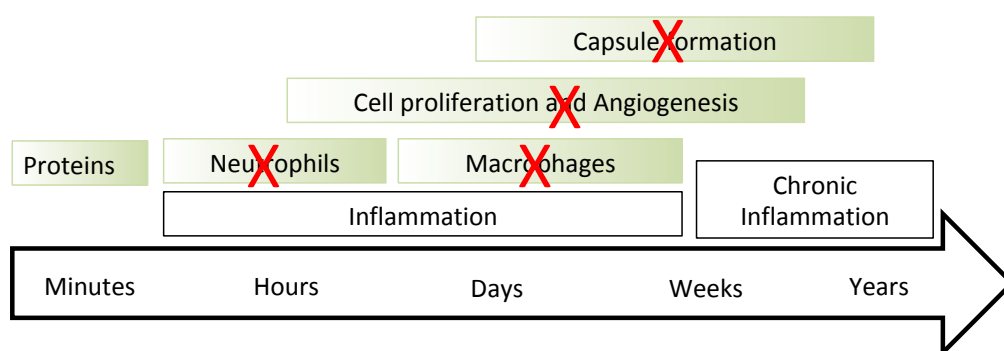 Capsule formation
Cell proliferation and Angiogenesis
Proteins
Neutrophils
Macrophages
Chronic
Inflammation
Inflammation
Minutes
Hours
Days
Weeks
Years